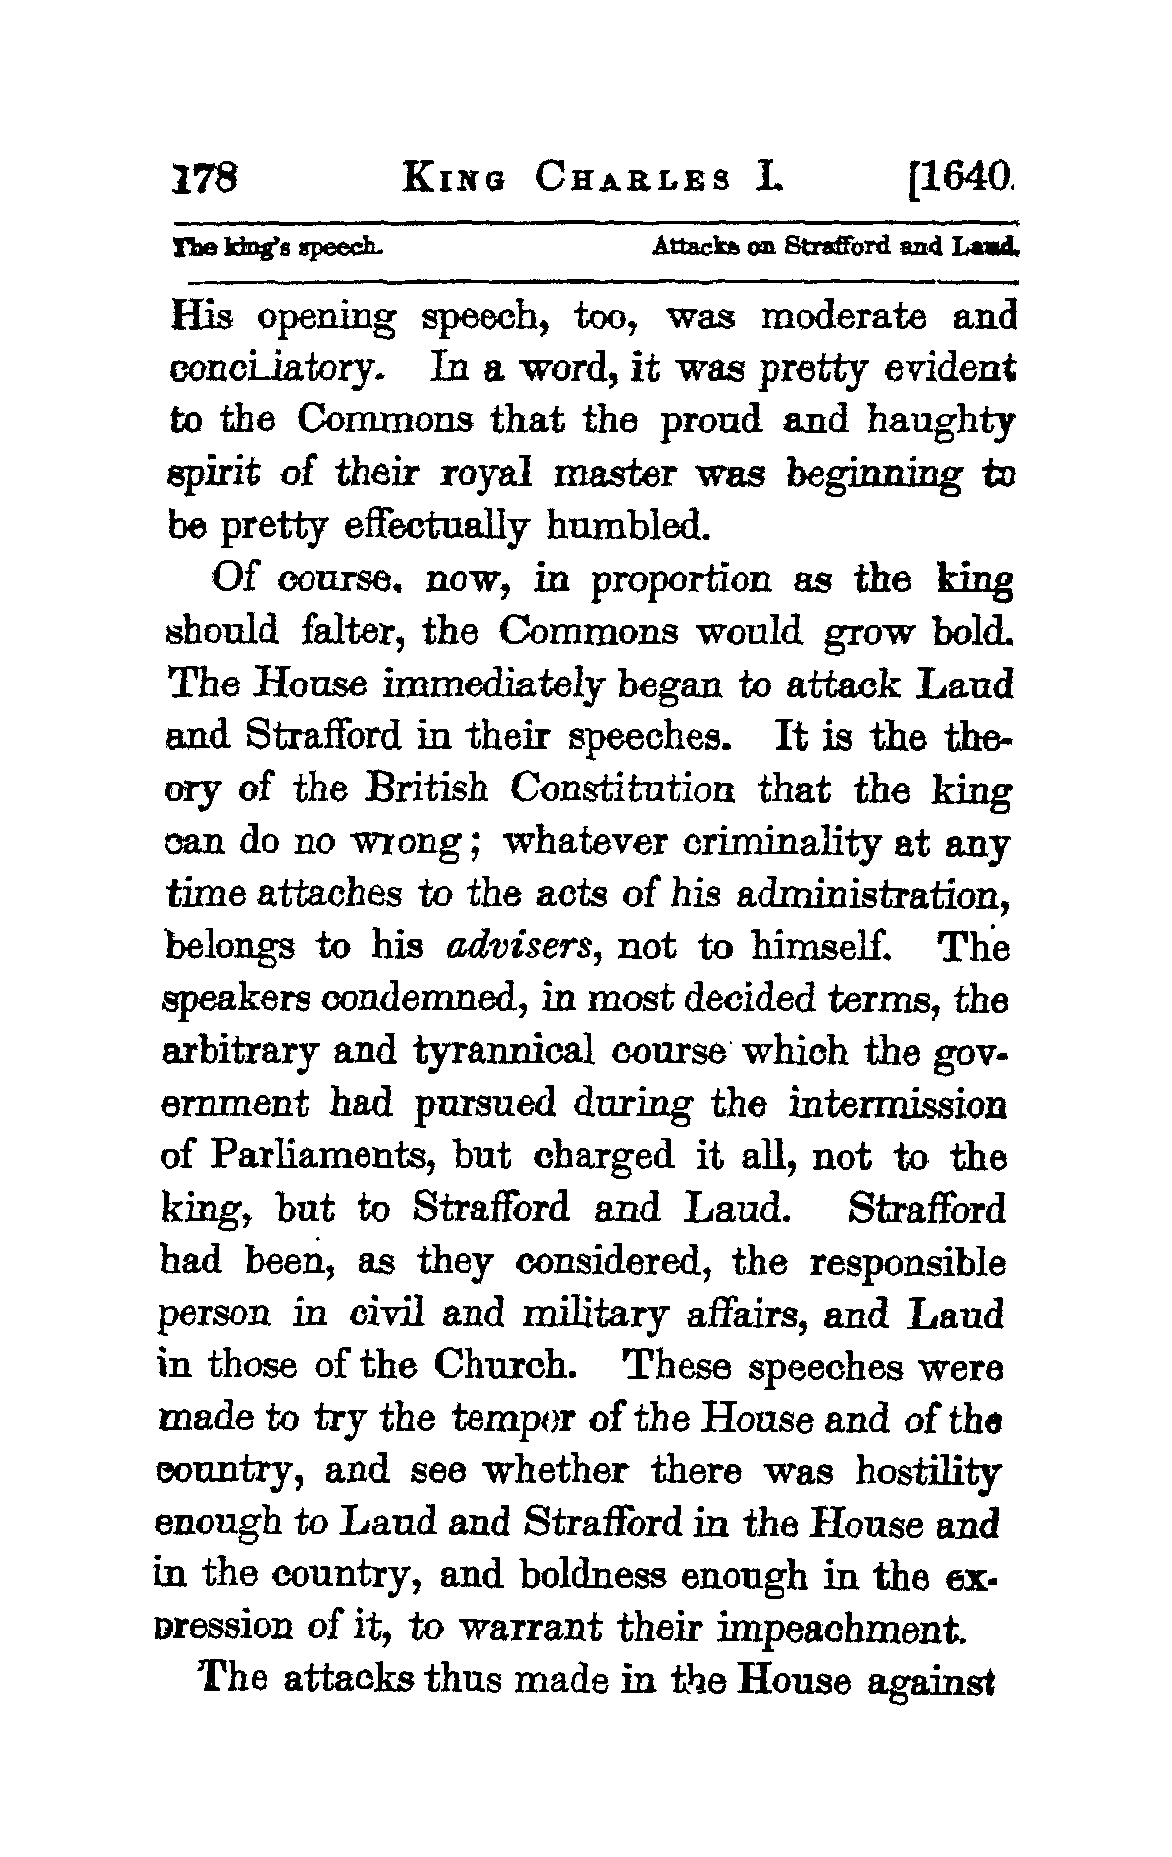 178 KING CHARLES I. [1640.
The king's speech. Attacks on Strafford and Laud.
His opening speech, too, was moderate and
conciliatory. In a word, it was pretty evident
to the Commons that the proud and haughty
spirit of their royal master was beginning to
be pretty effectually humbled.
Of course, now, in proportion as the king
should falter, the Commons would grow bold.
The House immediately began to attack Laud
and Strafford in their speeches. It is the the-
ory of the British Constitution that the king
can do no wrong; whatever criminality at any
time attaches to the acts of his administration,
belongs to his advisers, not to himself. The
speakers condemned, in most decided terms, the
arbitrary and tyrannical course which the gov-
ernment had pursued during the intermission
of Parliaments, but charged it all, not to the
king, but to Strafford and Laud. Strafford
had been, as they considered, the responsible
person in civil and military affairs, and Laud
in those of the Church. These speeches were
made to try the temper of the House and of the
country, and see whether there was hostility
enough to Laud and Strafford in the House and
in the country, and boldness enough in the ex-
pression of it, to warrant their impeachment.
The attacks thus made in the House against